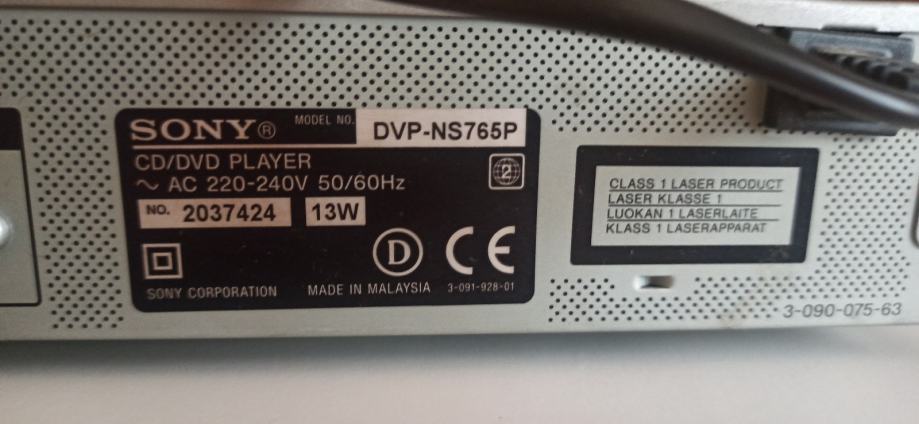 SONY® MODEL NO. DVP-NS765P
CD/DVD PLAYER
~ AC 220-240V 50/60Hz
2
NO. 2037424 13W
D CE
SONY CORPORATION MADE IN MALAYSIA 3-091-928-01
CLASS 1 LASER PRODUCT
LASER KLASSE 1
LUOKAN 1 LASERLAITE
KLASS 1 LASERAPPARAT
3-090-075-63